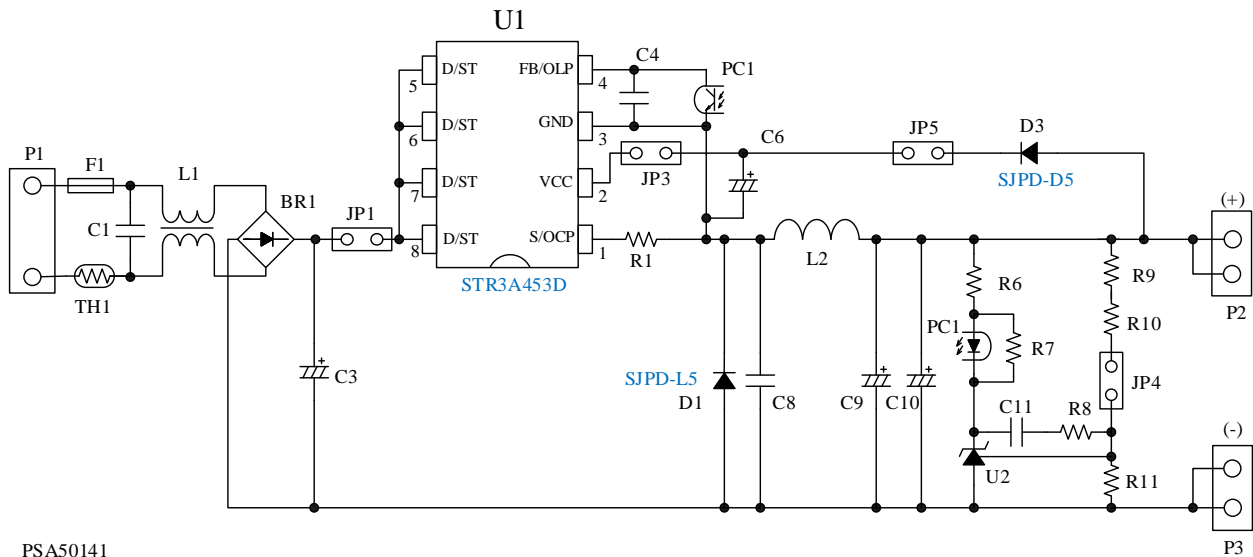 U1
D/ST
FB/OLP
5
4
C4
PC1
D/ST
GND
6
3
C6
JP5
D3
P1
F1
L1
D/ST
VCC
7
2
JP3
SJPD-D5
BR1
JP1
(+)
C1
D/ST
S/OCP
8
1
R1
L2
STR3A453D
TH1
R6
R9
P2
PC1
R10
R7
+
C3
SJPD-L5
D1
C8
+
C9
+
C10
JP4
C11
R8
(-)
U2
R11
PSA50141
P3
+